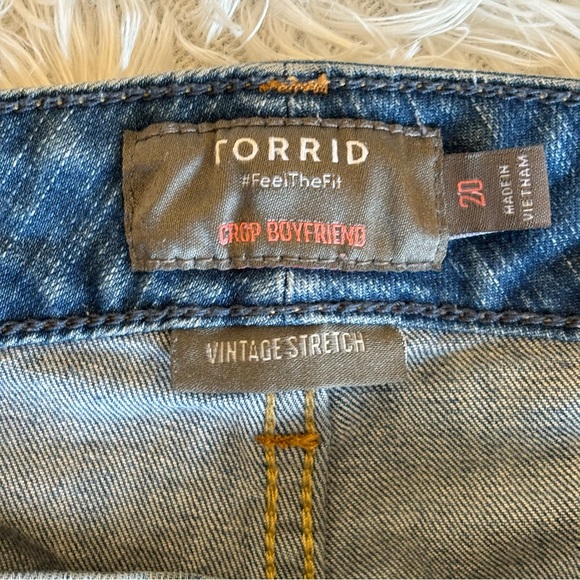 TORRID
#FeelTheFit
CROP BOYFRIEND
20
MADE IN
VIETNAM
VINTAGE STRETCH